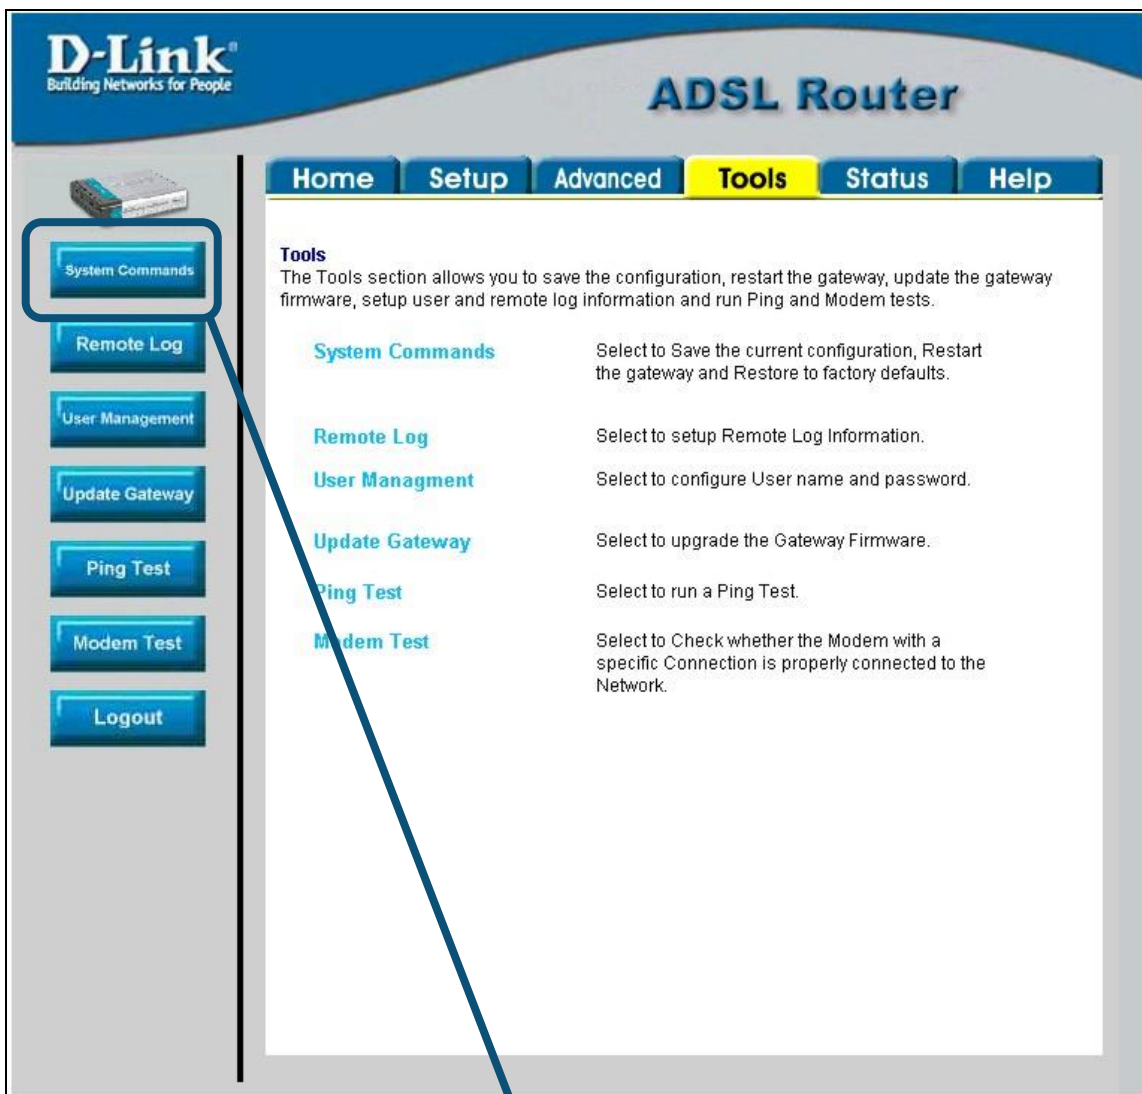 D-Link®
Building Networks for People
ADSL Router
Home Setup Advanced Tools Status Help
System Commands
Remote Log
User Management
Update Gateway
Ping Test
Modem Test
Logout
Tools
The Tools section allows you to save the configuration, restart the gateway, update the gateway
firmware, setup user and remote log information and run Ping and Modem tests.
System Commands Select to Save the current configuration, Restart
the gateway and Restore to factory defaults.
Remote Log Select to setup Remote Log Information.
User Managment Select to configure User name and password.
Update Gateway Select to upgrade the Gateway Firmware.
Ping Test Select to run a Ping Test.
Modem Test Select to Check whether the Modem with a
specific Connection is properly connected to the
Network.